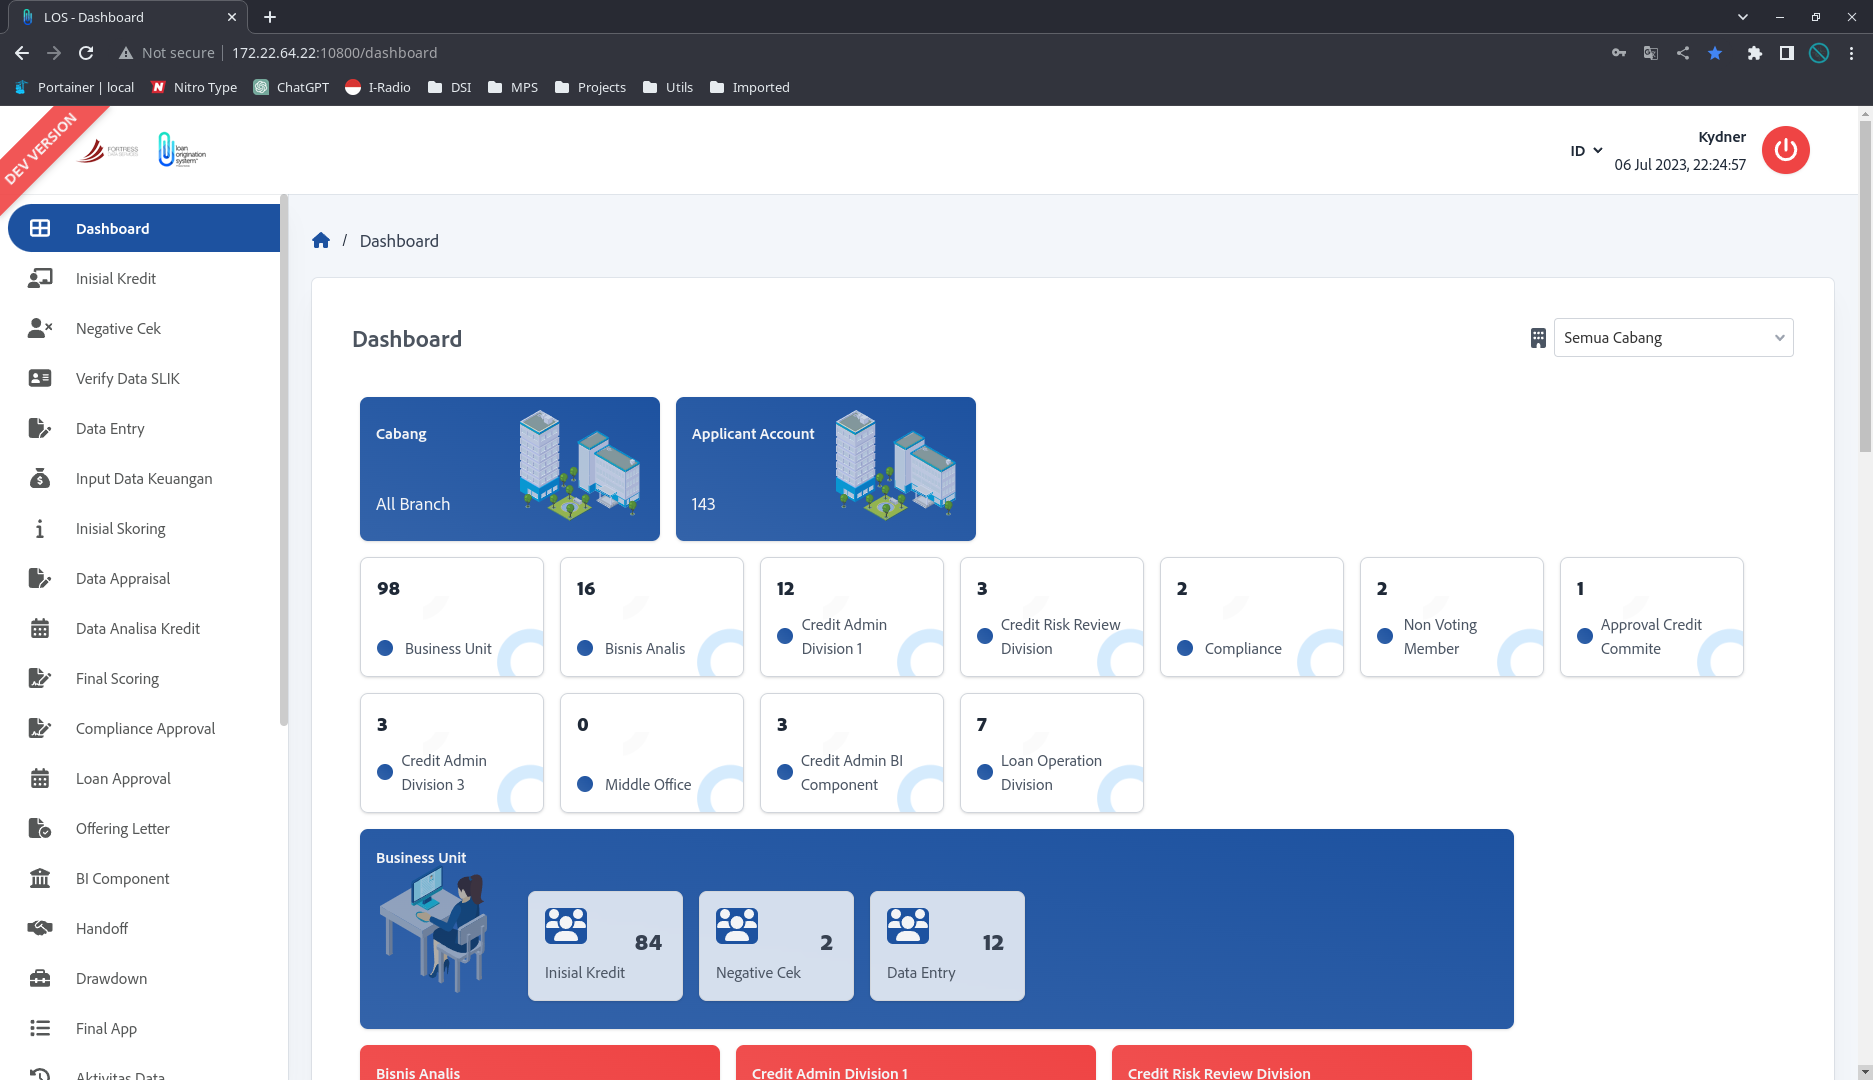 LOS - Dashboard
Not secure
172.22.64.22:10800/dashboard
Portainer | local
Nitro Type
ChatGPT
I-Radio
DSI
MPS
Projects
Utils
Imported
DEV VERSION
FORTRESS
loan
origination
system
ID
Kydner
06 Jul 2023, 22:24:57
Dashboard
Inisial Kredit
Negative Cek
Verify Data SLIK
Data Entry
Input Data Keuangan
Inisial Skoring
Data Appraisal
Data Analisa Kredit
Final Scoring
Compliance Approval
Loan Approval
Offering Letter
BI Component
Handoff
Drawdown
Final App
Aktivitas Data
/ Dashboard
Dashboard
Semua Cabang
Cabang
All Branch
Applicant Account
143
98
Business Unit
16
Bisnis Analis
12
Credit Admin
Division 1
3
Credit Risk Review
Division
2
Compliance
2
Non Voting
Member
1
Approval Credit
Commite
3
Credit Admin
Division 3
0
Middle Office
3
Credit Admin BI
Component
7
Loan Operation
Division
Business Unit
84
Inisial Kredit
2
Negative Cek
12
Data Entry
Bisnis Analis
Credit Admin Division 1
Credit Risk Review Division